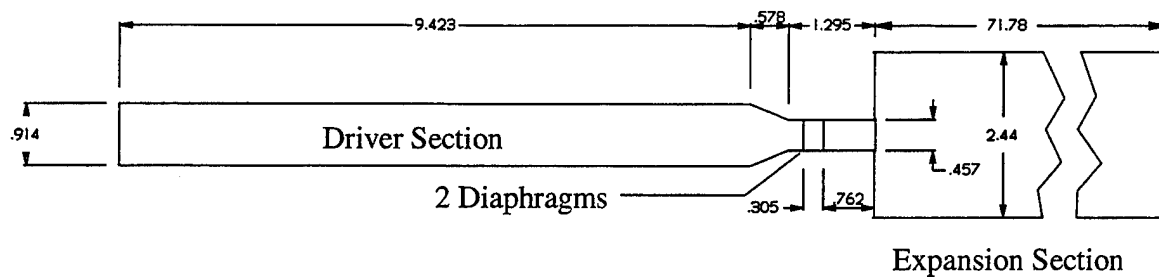 9.423 .578 1.295 71.78
.914 Driver Section 2.44 .457
2 Diaphragms .305 .762
Expansion Section